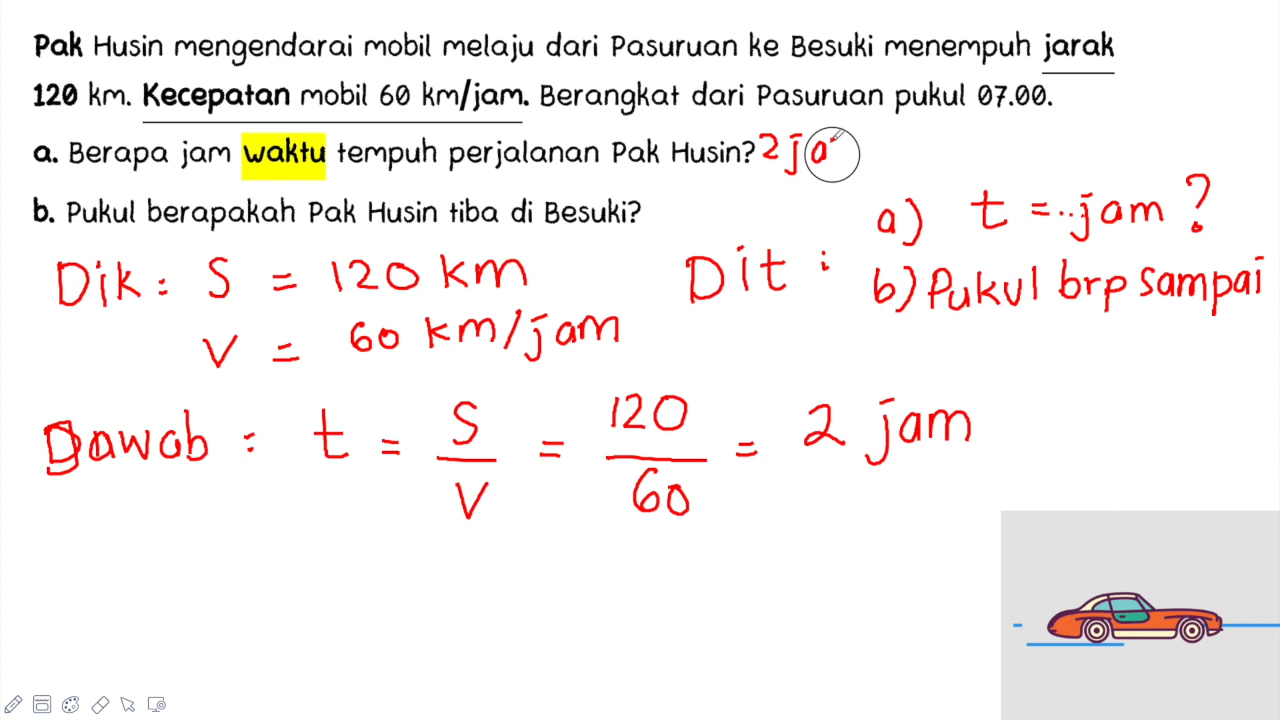 Pak Husin mengendarai mobil melaju dari Pasuruan ke Besuki menempuh jarak
120 km. Kecepatan mobil 60 km/jam. Berangkat dari Pasuruan pukul 07.00.
a. Berapa jam waktu tempuh perjalanan Pak Husin? 2 ja
b. Pukul berapakah Pak Husin tiba di Besuki?
Dik : S = 120 km
V = 60 km/jam
Dit : a) t = ..jam ?
b) Pukul brp sampai
Jawab : t = S/V = 120/60 = 2 jam